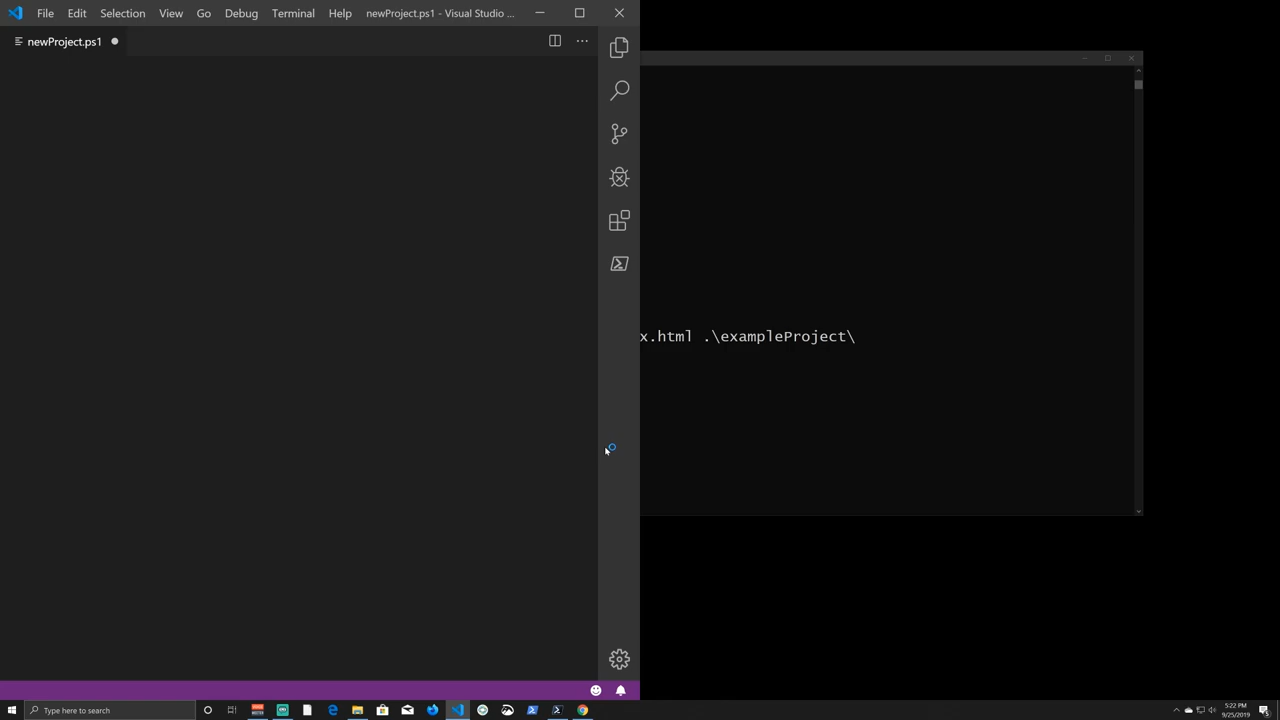 File Edit Selection View Go Debug Terminal Help newProject.ps1 - Visual Studio ...
newProject.ps1
x.html .\exampleProject\
Type here to search
5:22 PM
9/25/2019